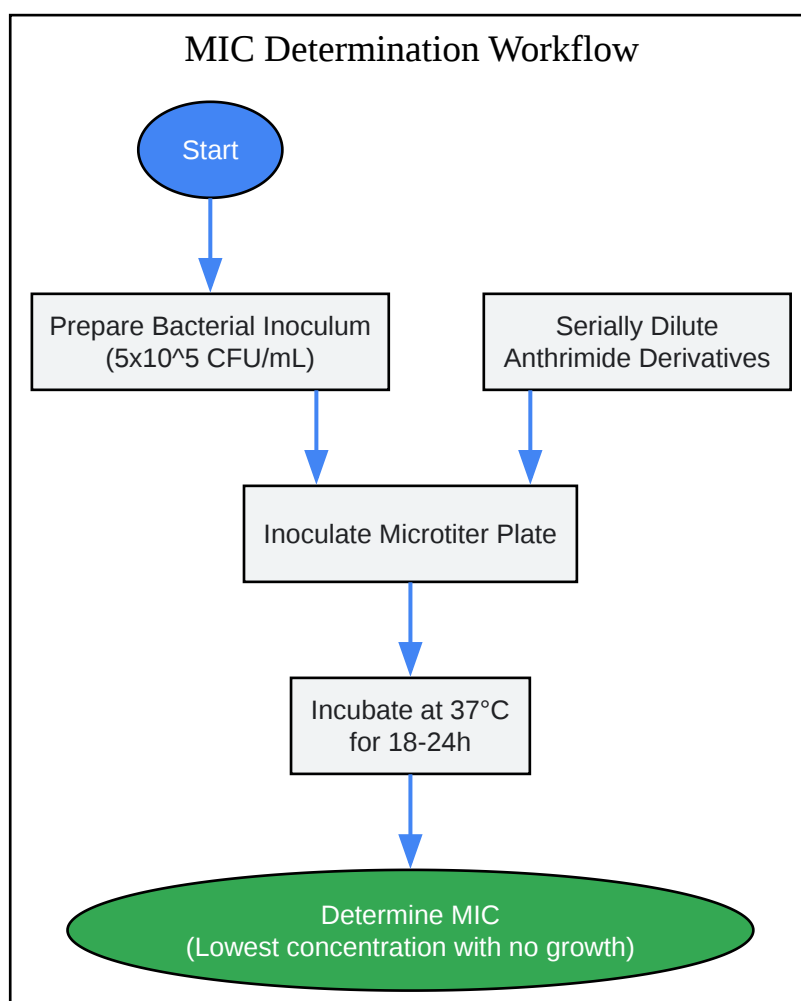 MIC Determination Workflow
Start
Prepare Bacterial Inoculum
(5x10^5 CFU/mL)
Serially Dilute
Anthrimide Derivatives
Inoculate Microtiter Plate
Incubate at 37°C
for 18-24h
Determine MIC
(Lowest concentration with no growth)